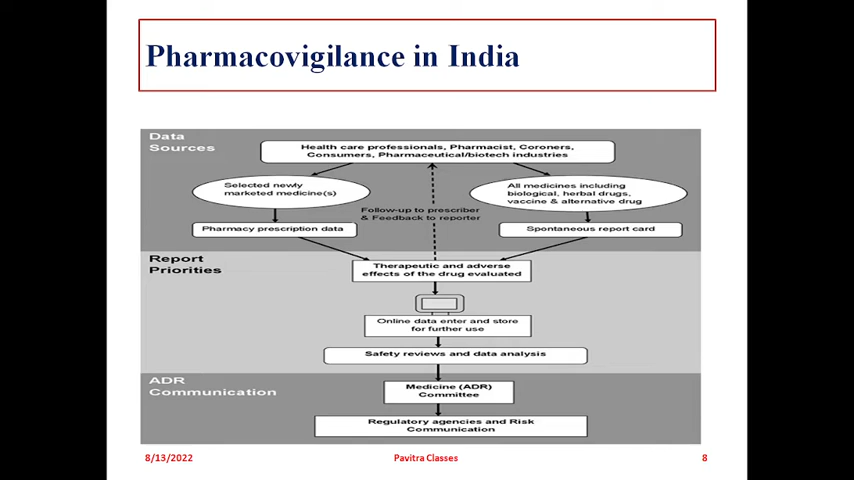 Pharmacovigilance in India
Data
Sources
Health care professionals, Pharmacist, Coroners,
Consumers, Pharmaceutical/biotech industries
Selected newly
marketed medicine(s)
All medicines including
biological, herbal drugs,
vaccine & alternative drug
Follow-up to prescriber
& Feedback to reporter
Pharmacy prescription data
Spontaneous report card
Report
Priorities
Therapeutic and adverse
effects of the drug evaluated
Online data enter and store
for further use
Safety reviews and data analysis
ADR
Communication
Medicine (ADR)
Committee
Regulatory agencies and Risk
Communication
8/13/2022
Pavitra Classes
8